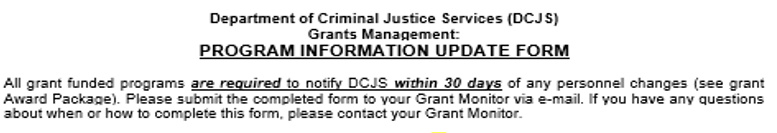 Department of Criminal Justice Services (DCJS)
Grants Management:
PROGRAM INFORMATION UPDATE FORM
All grant funded programs are required to notify DCJS within 30 days of any personnel changes (see grant
Award Package). Please submit the completed form to your Grant Monitor via e-mail. If you have any questions
about when or how to complete this form, please contact your Grant Monitor.